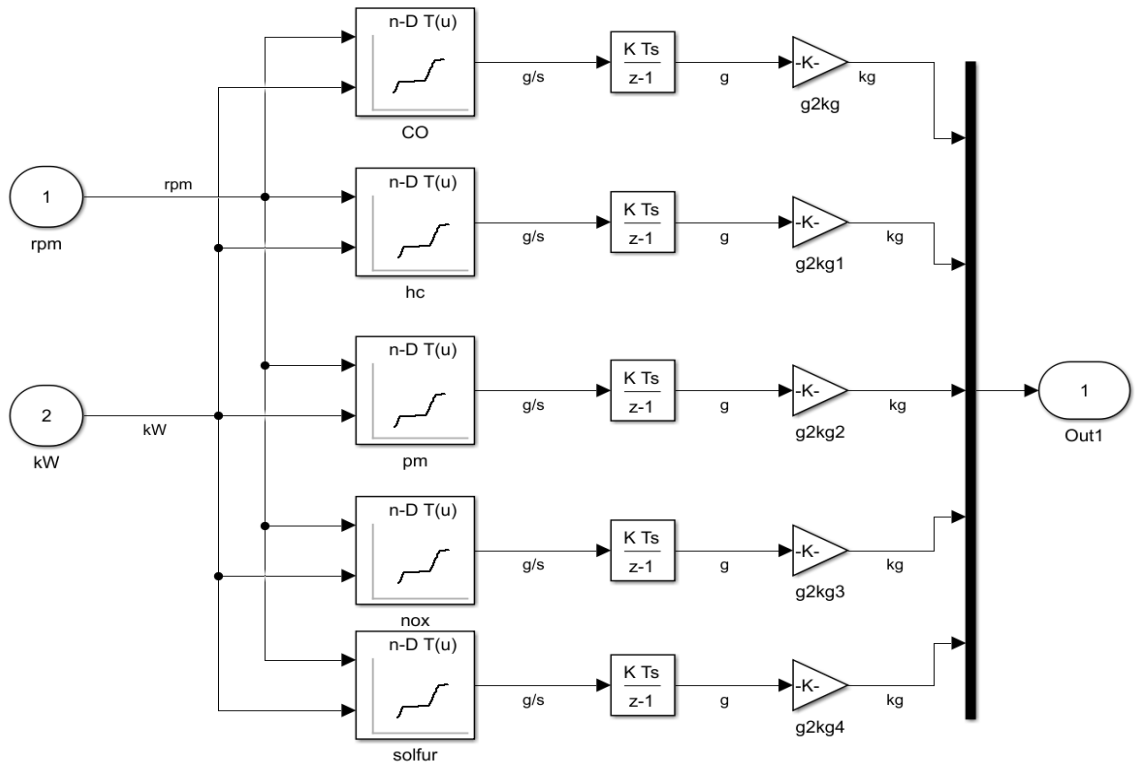 n-D T(u)
CO
g/s
K Ts
z-1
g
-K-
g2kg
kg
1
rpm
rpm
n-D T(u)
hc
g/s
K Ts
z-1
g
-K-
g2kg1
kg
2
kW
kW
n-D T(u)
pm
g/s
K Ts
z-1
g
-K-
g2kg2
kg
1
Out1
n-D T(u)
nox
g/s
K Ts
z-1
g
-K-
g2kg3
kg
n-D T(u)
solfur
g/s
K Ts
z-1
g
-K-
g2kg4
kg